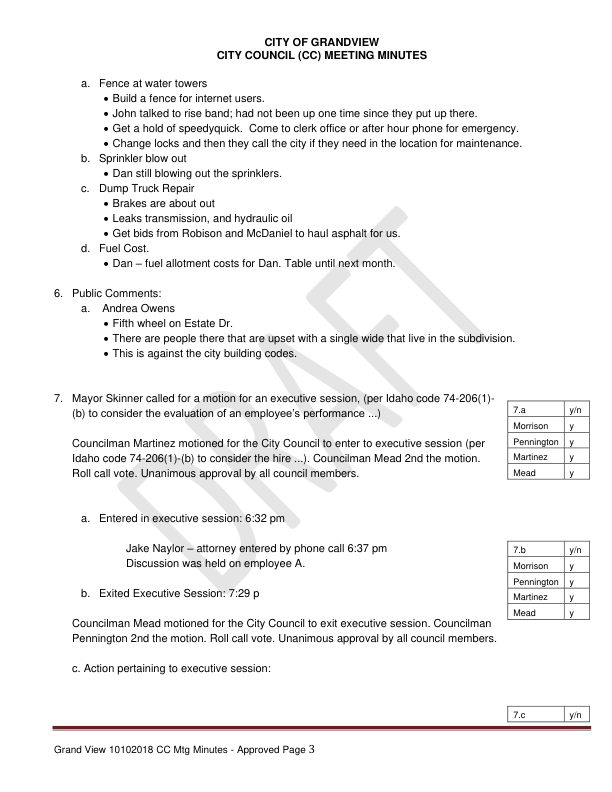 CITY OF GRANDVIEW
CITY COUNCIL (CC) MEETING MINUTES
a. Fence at water towers
• Build a fence for internet users.
• John talked to rise band; had not been up one time since they put up there.
• Get a hold of speedyquick. Come to clerk office or after hour phone for emergency.
• Change locks and then they call the city if they need in the location for maintenance.
b. Sprinkler blow out
• Dan still blowing out the sprinklers.
c. Dump Truck Repair
• Brakes are about out
• Leaks transmission, and hydraulic oil
• Get bids from Robison and McDaniel to haul asphalt for us.
d. Fuel Cost.
• Dan – fuel allotment costs for Dan. Table until next month.
6. Public Comments:
a. Andrea Owens
• Fifth wheel on Estate Dr.
• There are people there that are upset with a single wide that live in the subdivision.
• This is against the city building codes.
7. Mayor Skinner called for a motion for an executive session, (per Idaho code 74-206(1)-
(b) to consider the evaluation of an employee's performance ...)
Councilman Martinez motioned for the City Council to enter to executive session (per
Idaho code 74-206(1)-(b) to consider the hire ...). Councilman Mead 2nd the motion.
Roll call vote. Unanimous approval by all council members.
7.a y/n
Morrison y
Pennington y
Martinez y
Mead y
a. Entered in executive session: 6:32 pm
Jake Naylor – attorney entered by phone call 6:37 pm
Discussion was held on employee A.
b. Exited Executive Session: 7:29 p
7.b y/n
Morrison y
Pennington y
Martinez y
Mead y
Councilman Mead motioned for the City Council to exit executive session. Councilman
Pennington 2nd the motion. Roll call vote. Unanimous approval by all council members.
c. Action pertaining to executive session:
7.c y/n
Grand View 10102018 CC Mtg Minutes - Approved Page 3
DRAFT